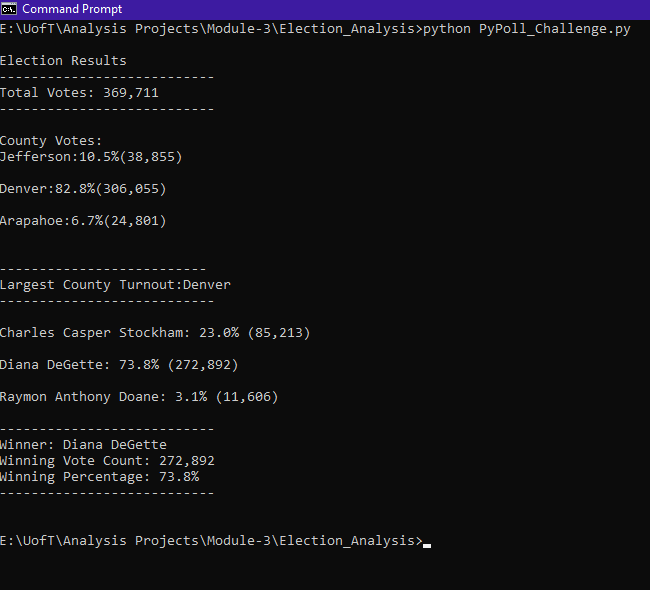 Command Prompt
E:\UofT\Analysis Projects\Module-3\Election_Analysis>python PyPoll_Challenge.py
Election Results
---------------------------
Total Votes: 369,711
---------------------------
County Votes:
Jefferson:10.5%(38,855)
Denver:82.8%(306,055)
Arapahoe:6.7%(24,801)
--------------------------
Largest County Turnout:Denver
---------------------------
Charles Casper Stockham: 23.0% (85,213)
Diana DeGette: 73.8% (272,892)
Raymon Anthony Doane: 3.1% (11,606)
---------------------------
Winner: Diana DeGette
Winning Vote Count: 272,892
Winning Percentage: 73.8%
---------------------------
E:\UofT\Analysis Projects\Module-3\Election_Analysis>